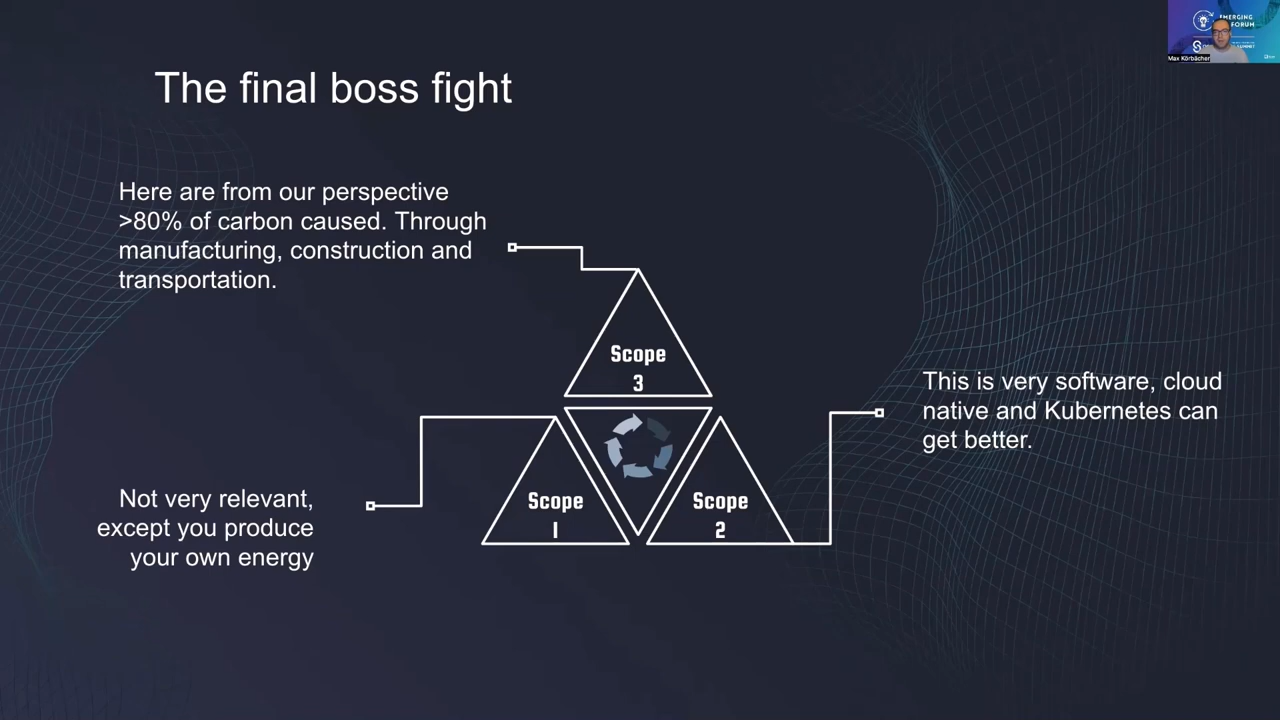 The final boss fight
Here are from our perspective
>80% of carbon caused. Through
manufacturing, construction and
transportation.
Scope
3
This is very software, cloud
native and Kubernetes can
get better.
Not very relevant,
except you produce
your own energy
Scope
1
Scope
2
EMERGING
FORUM
Max Körbächer